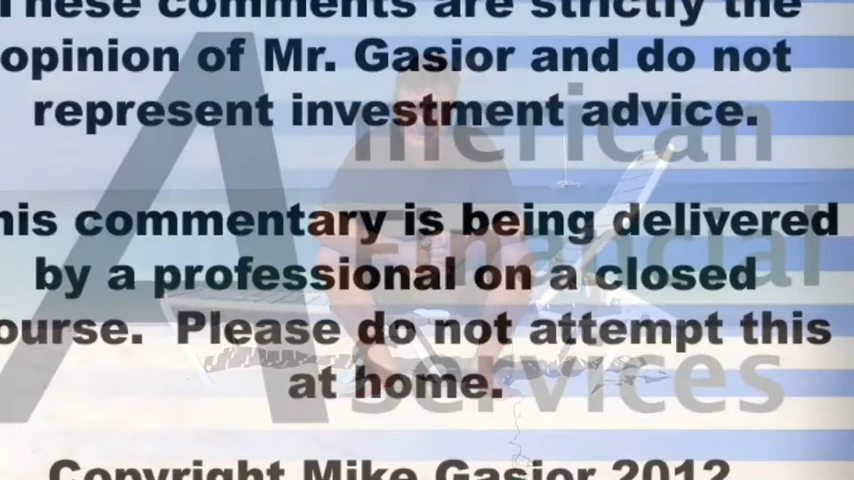 These comments are strictly the
opinion of Mr. Gasior and do not
represent investment advice.
This commentary is being delivered
by a professional on a closed
course. Please do not attempt this
at home.
Copyright Mike Gasior 2012
A
American
Financial
Services